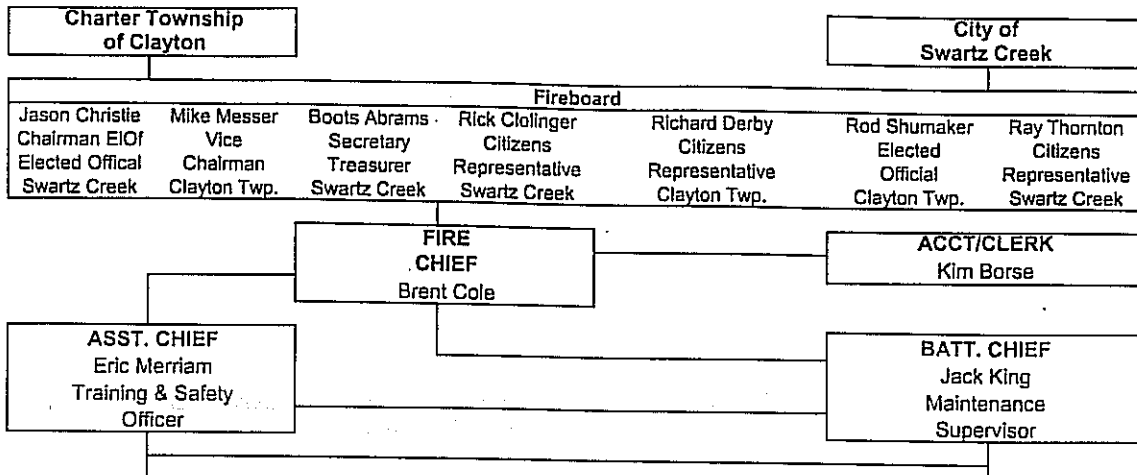 Charter Township
of Clayton
City of
Swartz Creek
Fireboard
Jason Christie
Chairman ElOf
Elected Offical
Swartz Creek
Mike Messer
Vice
Chairman
Clayton Twp.
Boots Abrams
Secretary
Treasurer
Swartz Creek
Rick Clolinger
Citizens
Representative
Swartz Creek
Richard Derby
Citizens
Representative
Clayton Twp.
Rod Shumaker
Elected
Official
Clayton Twp.
Ray Thornton
Citizens
Representative
Swartz Creek
FIRE
CHIEF
Brent Cole
ACCT/CLERK
Kim Borse
ASST. CHIEF
Eric Merriam
Training & Safety
Officer
BATT. CHIEF
Jack King
Maintenance
Supervisor